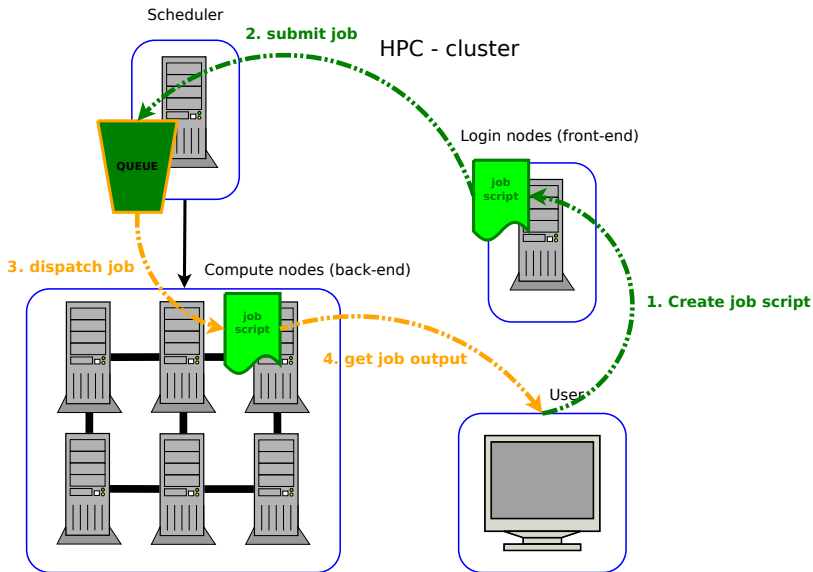 Scheduler
2. submit job
HPC - cluster
Login nodes (front-end)
QUEUE
job
script
3. dispatch job
Compute nodes (back-end)
1. Create job script
job
script
4. get job output
User